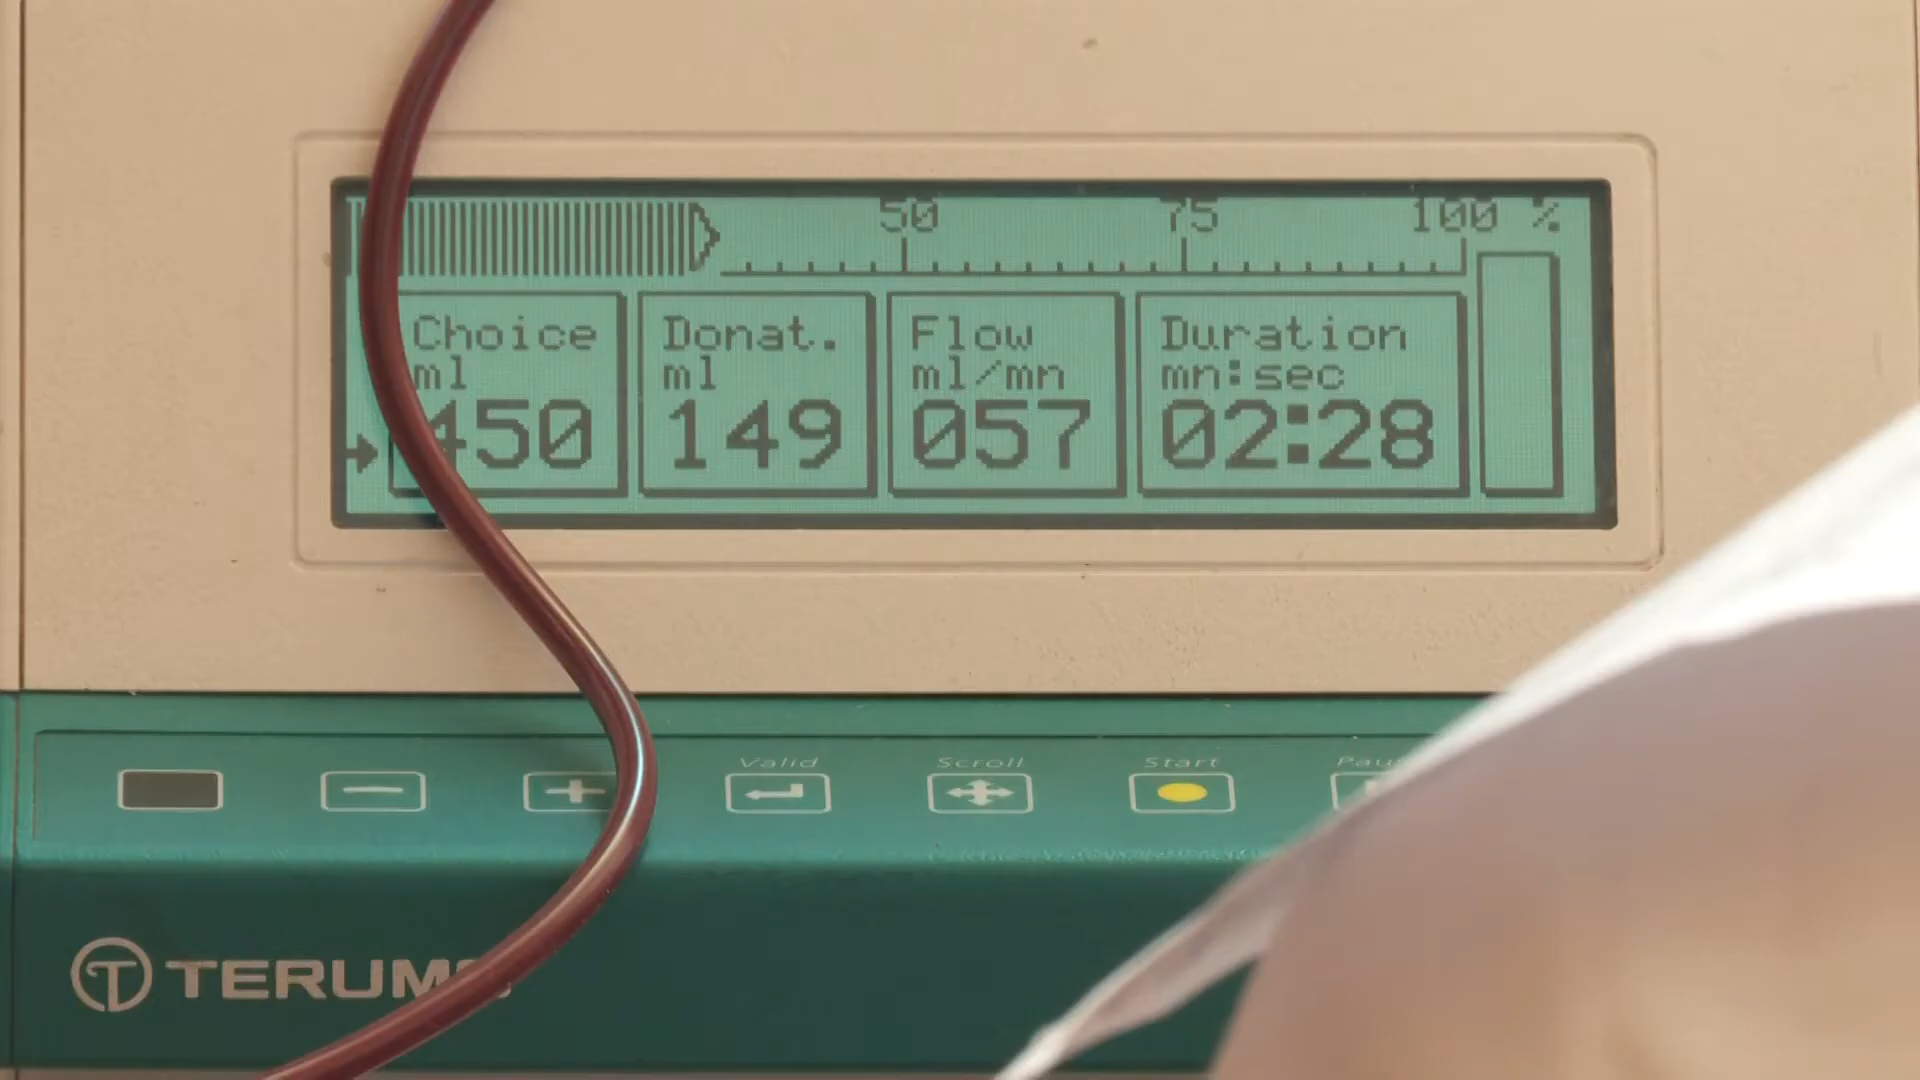 50 75 100 %
Choice Donat. Flow Duration
ml ml ml/mn mn:sec
450 149 057 02:28
Valid Scroll Start
TERUMO